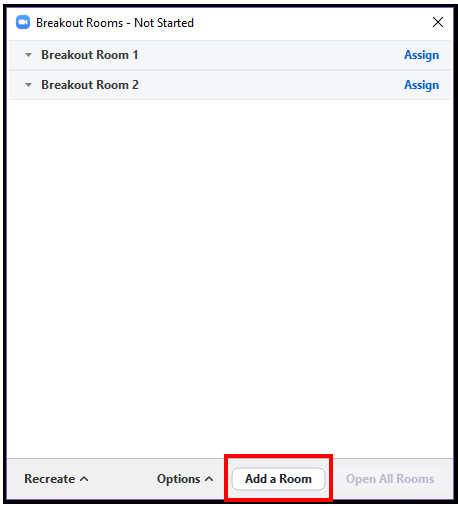 Breakout Rooms - Not Started
Breakout Room 1 Assign
Breakout Room 2 Assign
Recreate Options Add a Room Open All Rooms